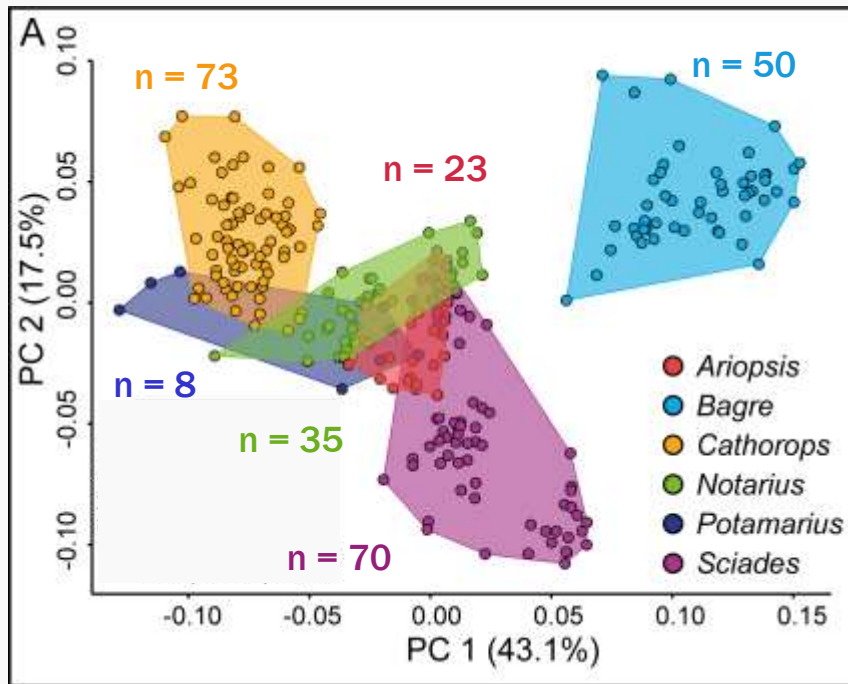 A
n = 73
n = 50
n = 23
n = 8
n = 35
n = 70
Ariopsis
Bagre
Cathorops
Notarius
Potamarius
Sciades
0.10
0.05
0.00
-0.05
-0.10
PC 2 (17.5%)
-0.10
-0.05
0.00
0.05
0.10
0.15
PC 1 (43.1%)